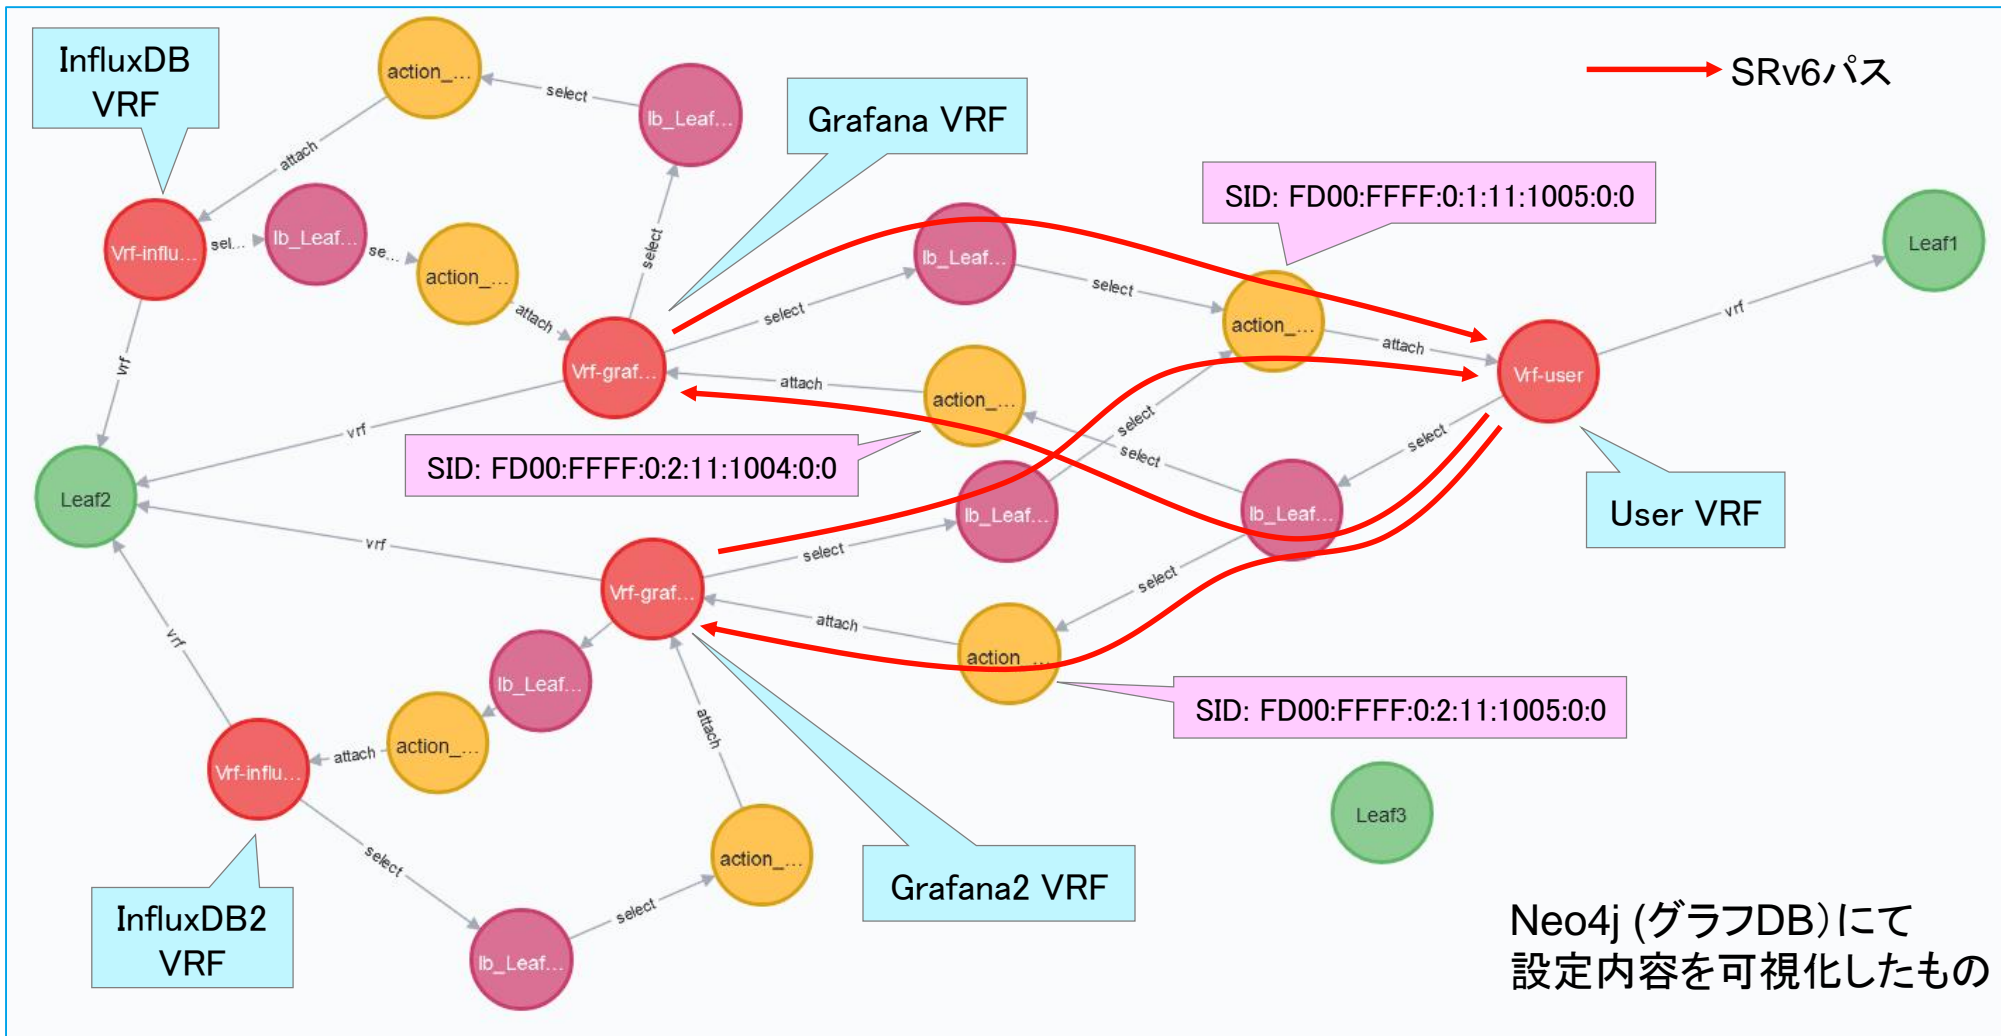 InfluxDB
VRF
action_...
select
lb_Leaf...
SRv6パス
Grafana VRF
attach
select
SID: FD00:FFFF:0:1:11:1005:0:0
Vrf-influ...
sel...
lb_Leaf...
se...
action_...
attach
lb_Leaf...
select
select
action_...
Leaf1
vrf
vrf
Vrf-graf...
attach
Vrf-user
attach
action_...
select
select
vrf
SID: FD00:FFFF:0:2:11:1004:0:0
select
Leaf2
lb_Leaf...
lb_Leaf...
User VRF
vrf
select
Vrf-graf...
select
attach
vrf
action_...
lb_Leaf...
SID: FD00:FFFF:0:2:11:1005:0:0
attach
Vrf-influ...
attach
action_...
Leaf3
select
action_...
Grafana2 VRF
InfluxDB2
VRF
select
lb_Leaf...
Neo4j (グラフDB)にて
設定内容を可視化したもの